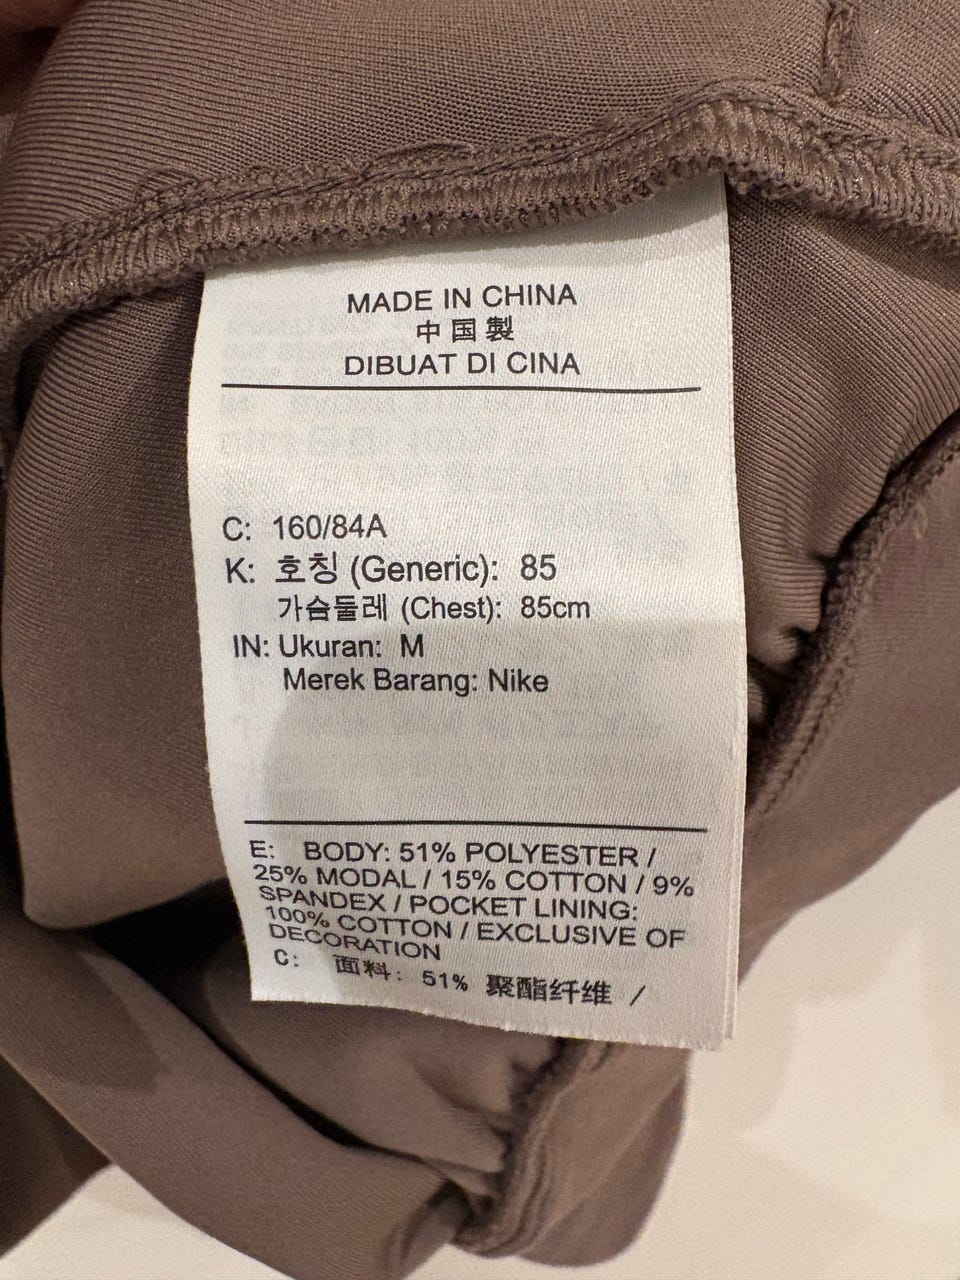 MADE IN CHINA
中国製
DIBUAT DI CINA
C: 160/84A
K: 호칭 (Generic): 85
가슴둘레 (Chest): 85cm
IN: Ukuran: M
Merek Barang: Nike
E: BODY: 51% POLYESTER /
25% MODAL / 15% COTTON / 9%
SPANDEX / POCKET LINING:
100% COTTON / EXCLUSIVE OF
DECORATION
C: 面料: 51% 聚酯纤维 /